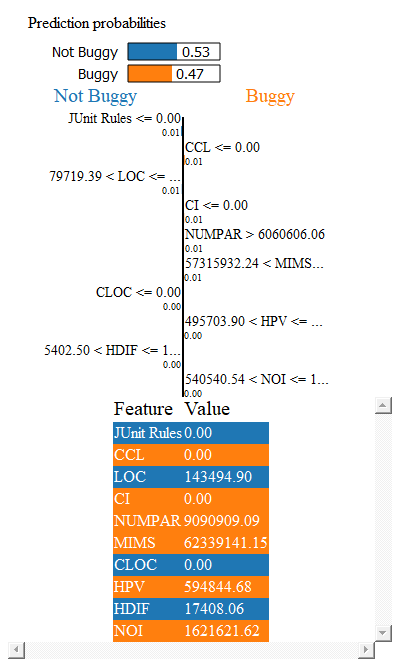 Prediction probabilities
Not Buggy 0.53
Buggy 0.47
Not Buggy Buggy
JUnit Rules <= 0.00
0.01
CCL <= 0.00
0.01
79719.39 < LOC <= ...
0.01
CI <= 0.00
0.01
NUMPAR > 6060606.06
0.01
57315932.24 < MIMS...
0.01
CLOC <= 0.00
0.00
495703.90 < HPV <= ...
0.00
5402.50 < HDIF <= 1...
0.00
540540.54 < NOI <= 1...
0.00
Feature Value
JUnit Rules 0.00
CCL 0.00
LOC 143494.90
CI 0.00
NUMPAR 9090909.09
MIMS 62339141.15
CLOC 0.00
HPV 594844.68
HDIF 17408.06
NOI 1621621.62